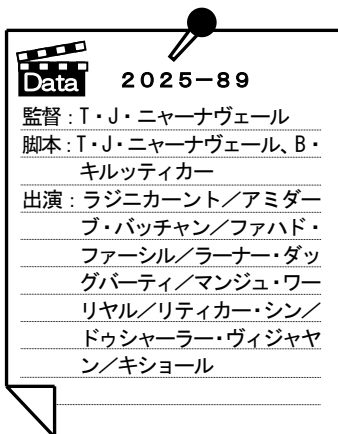 Data
2025-89
監督：T・J・ニャーナヴェール
脚本：T・J・ニャーナヴェール、B・
キルッティカー
出演：ラジニカーント／アミダー
ブ・バッチャン／ファハド・
ファーシル／ラーナー・ダッ
グバーティ／マンジュ・ワー
リヤル／リティカー・シン／
ドゥシャーラー・ヴィジャヤ
ン／キショール